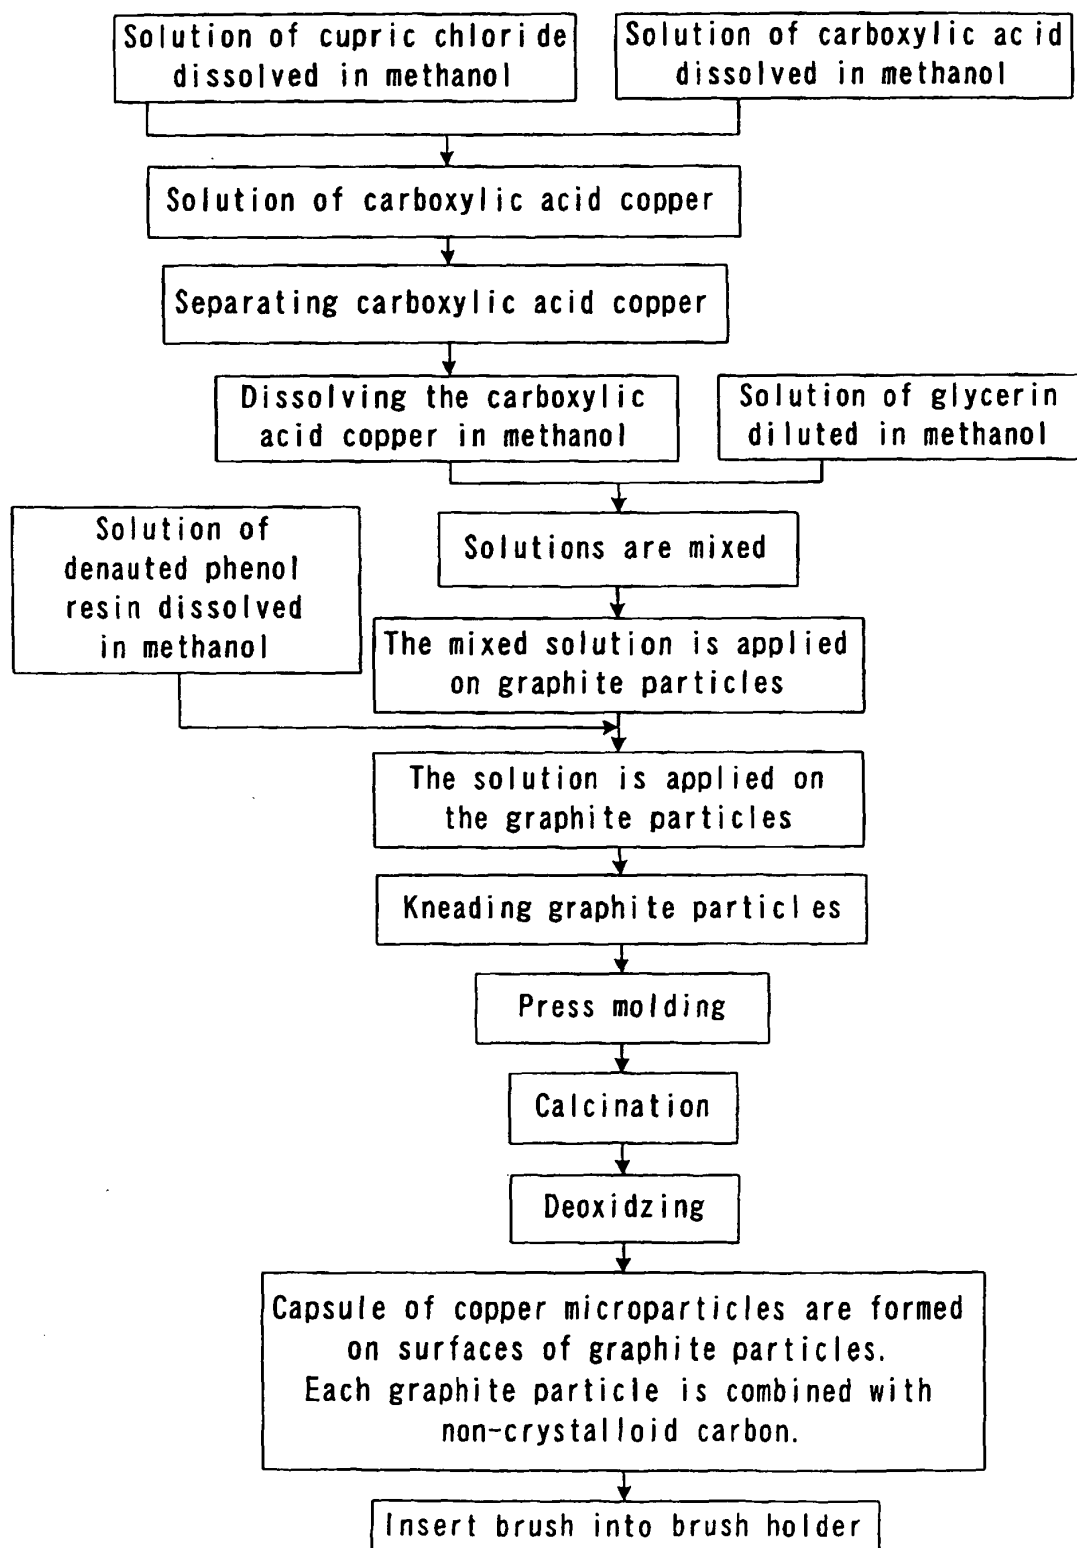 Solution of cupric chloride
dissolved in methanol
Solution of carboxylic acid
dissolved in methanol
Solution of carboxylic acid copper
Separating carboxylic acid copper
Dissolving the carboxylic
acid copper in methanol
Solution of glycerin
diluted in methanol
Solution of
denauted phenol
resin dissolved
in methanol
Solutions are mixed
The mixed solution is applied
on graphite particles
The solution is applied on
the graphite particles
Kneading graphite particles
Press molding
Calcination
Deoxidzing
Capsule of copper microparticles are formed
on surfaces of graphite particles.
Each graphite particle is combined with
non-crystalloid carbon.
Insert brush into brush holder